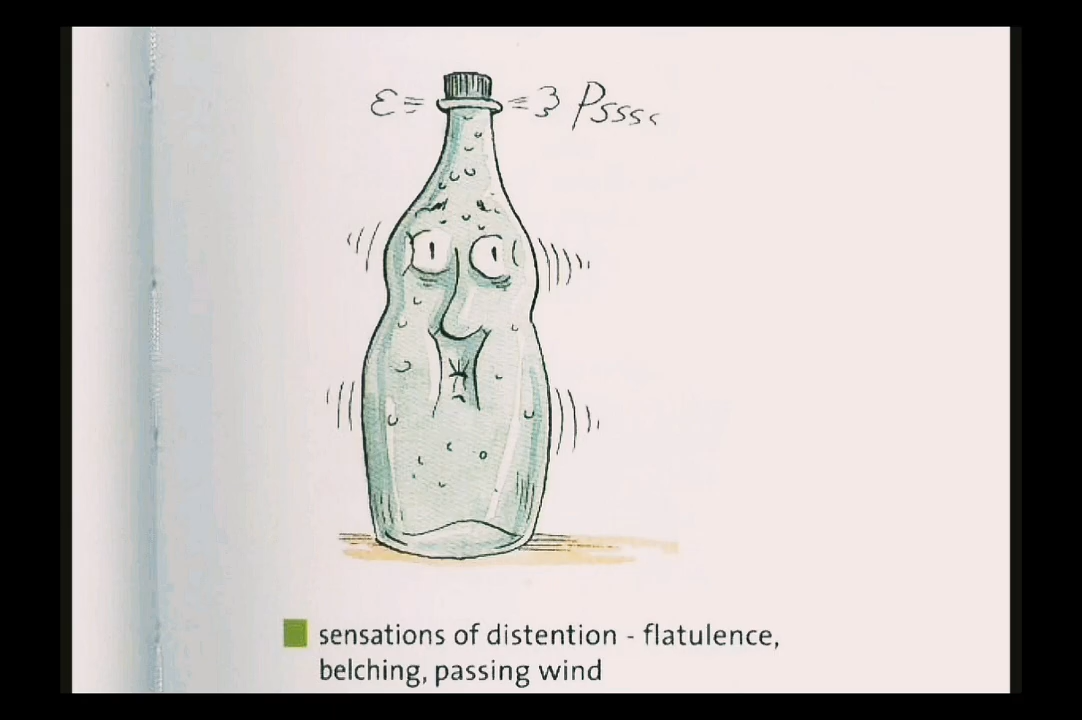 Pssss
sensations of distention - flatulence,
belching, passing wind